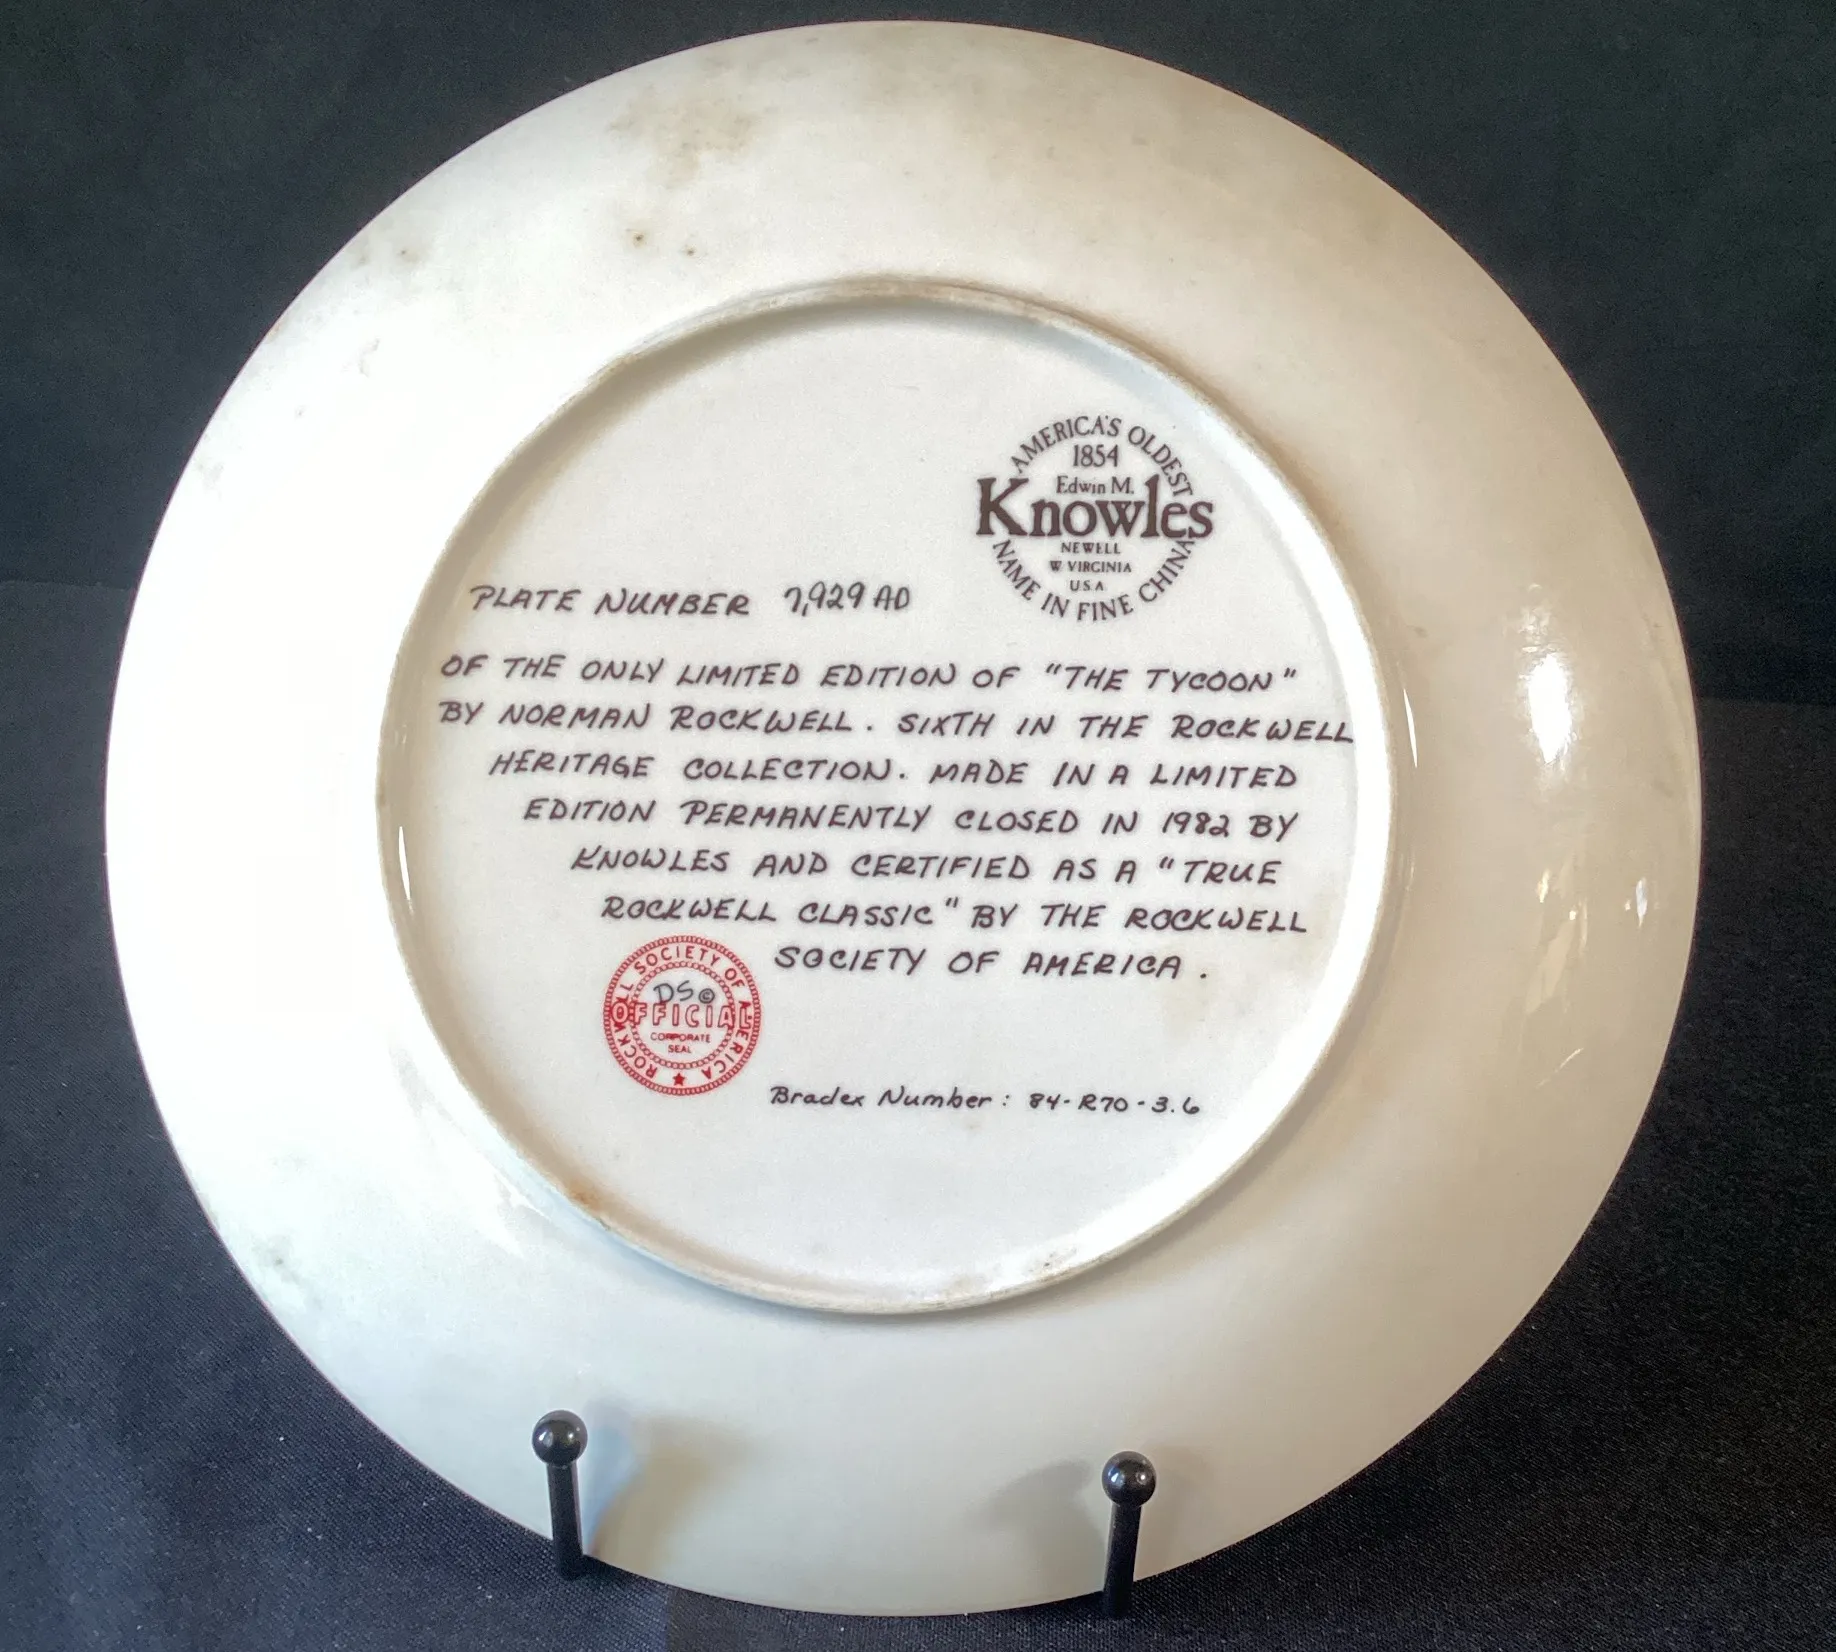 AMERICA'S OLDEST
1854
Edwin M.
Knowles
NEWELL
W VIRGINIA
U.S.A.
NAME IN FINE CHINA
PLATE NUMBER 7,929 AD
OF THE ONLY LIMITED EDITION OF "THE TYCOON"
BY NORMAN ROCKWELL. SIXTH IN THE ROCKWELL
HERITAGE COLLECTION. MADE IN A LIMITED
EDITION PERMANENTLY CLOSED IN 1982 BY
KNOWLES AND CERTIFIED AS A "TRUE
ROCKWELL CLASSIC" BY THE ROCKWELL
SOCIETY OF AMERICA.
ROCKWELL SOCIETY OF AMERICA
DS©
OFFICIAL
CORPORATE
SEAL
Bradex Number: 84-R70-3.6